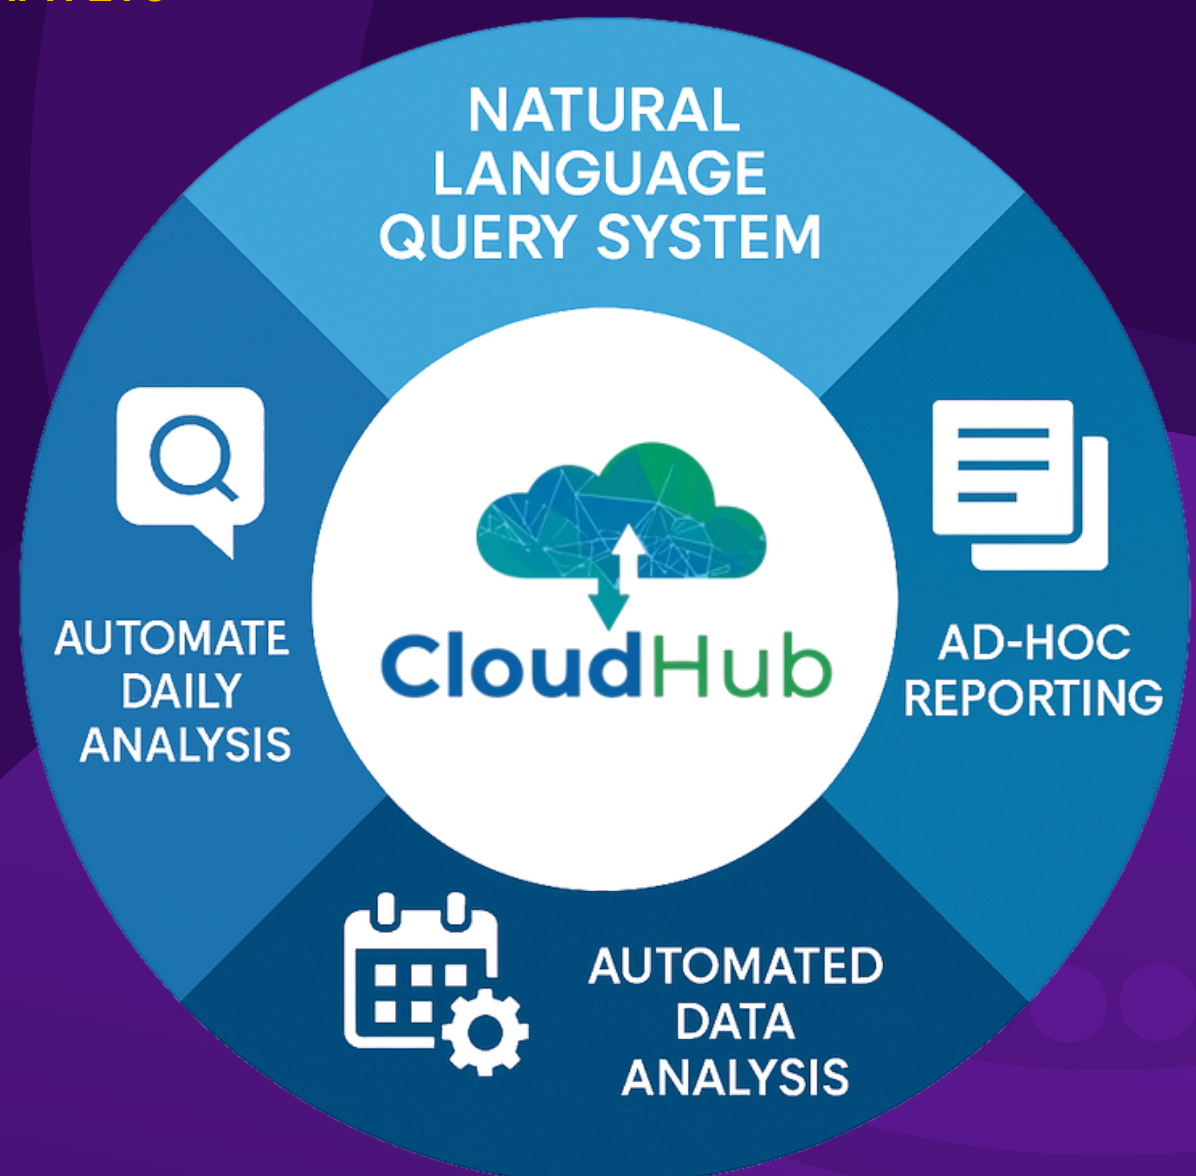 NATURAL
LANGUAGE
QUERY SYSTEM
AUTOMATE
DAILY
ANALYSIS
CloudHub
AD-HOC
REPORTING
AUTOMATED
DATA
ANALYSIS